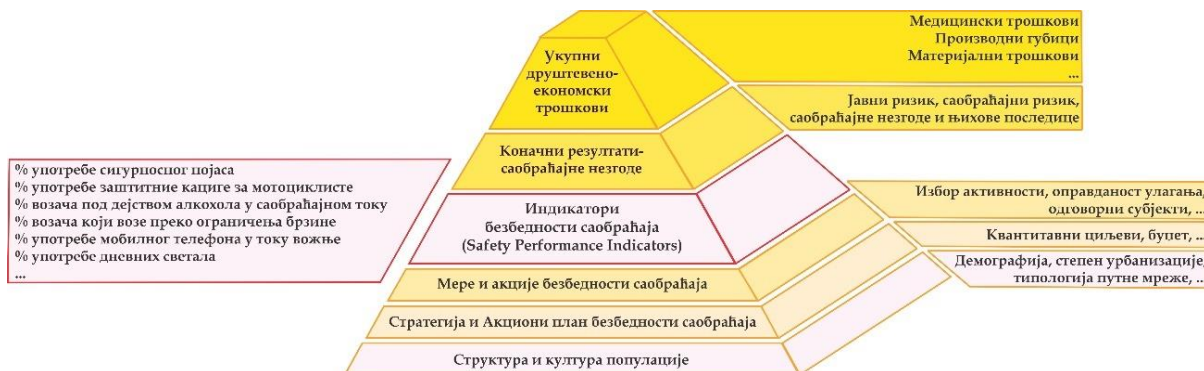 Медицински трошкови
Производни губици
Материјални трошкови
...
Укупни
друштвено-
економски
трошкови
Јавни ризик, саобраћајни ризик,
саобраћајне незгоде и њихове последице
Коначни резултати-
саобраћајне незгоде
% употребе сигурносног појаса
% употребе заштитние кациге за мотоциклисте
% возача под дејством алкохола у саобраћајном току
% возача који возе преко ограничења брзине
% употребе мобилног телефона у току вожње
% употребе дневних светала
...
Индикатори
безбедности саобраћаја
(Safety Performance Indicators)
Избор активности, оправданост улагања,
одговорни субјекти, ...
Квантитавни циљеви, буџет, ...
Демографија, степен урбанизације,
типологија путне мреже, ...
Мере и акције безбедности саобраћаја
Стратегија и Акциони план безбедности саобраћаја
Структура и култура популације